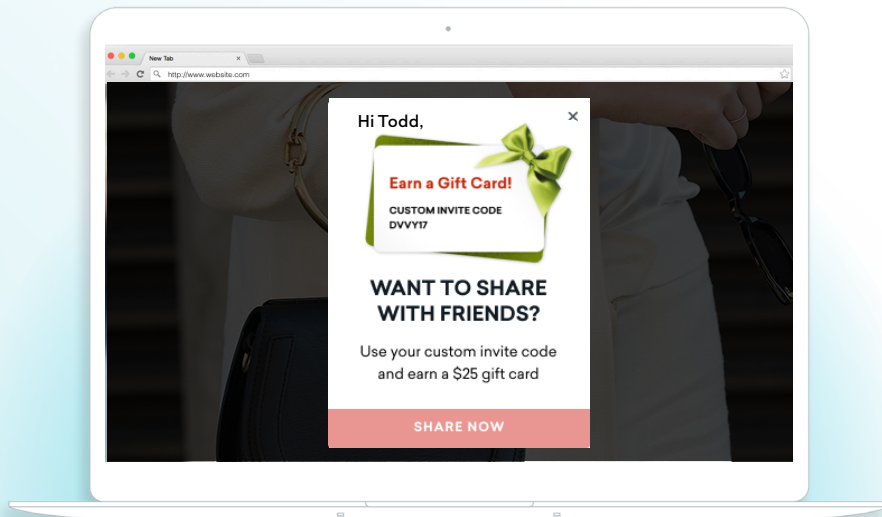 New Tab
http://www.website.com
Hi Todd,
Earn a Gift Card!
CUSTOM INVITE CODE
DVVY17
WANT TO SHARE
WITH FRIENDS?
Use your custom invite code
and earn a $25 gift card
SHARE NOW